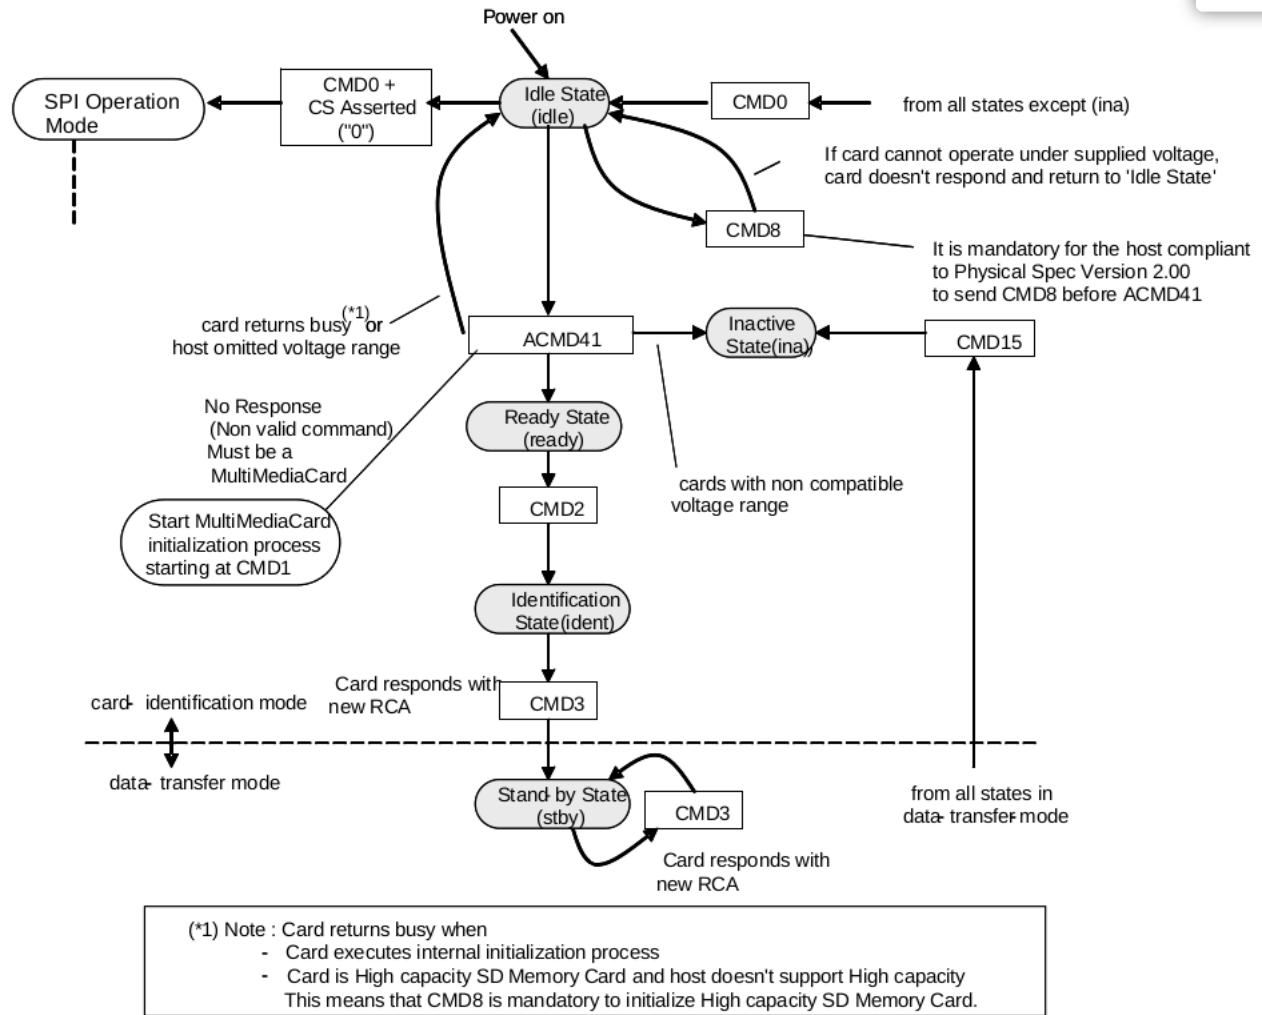 Power on
SPI Operation
Mode
CMD0 +
CS Asserted
("0")
Idle State
(idle)
CMD0
from all states except (ina)
If card cannot operate under supplied voltage,
card doesn't respond and return to 'Idle State'
CMD8
It is mandatory for the host compliant
to Physical Spec Version 2.00
to send CMD8 before ACMD41
card returns busy (*1) or
host omitted voltage range
ACMD41
Inactive
State(ina)
CMD15
No Response
(Non valid command)
Must be a
MultiMediaCard
Ready State
(ready)
cards with non compatible
voltage range
CMD2
Start MultiMediaCard
initialization process
starting at CMD1
Identification
State(ident)
Card responds with
new RCA
CMD3
card- identification mode
data- transfer mode
Stand-by State
(stby)
CMD3
Card responds with
new RCA
from all states in
data- transfer-mode
(*1) Note : Card returns busy when
- Card executes internal initialization process
- Card is High capacity SD Memory Card and host doesn't support High capacity
This means that CMD8 is mandatory to initialize High capacity SD Memory Card.